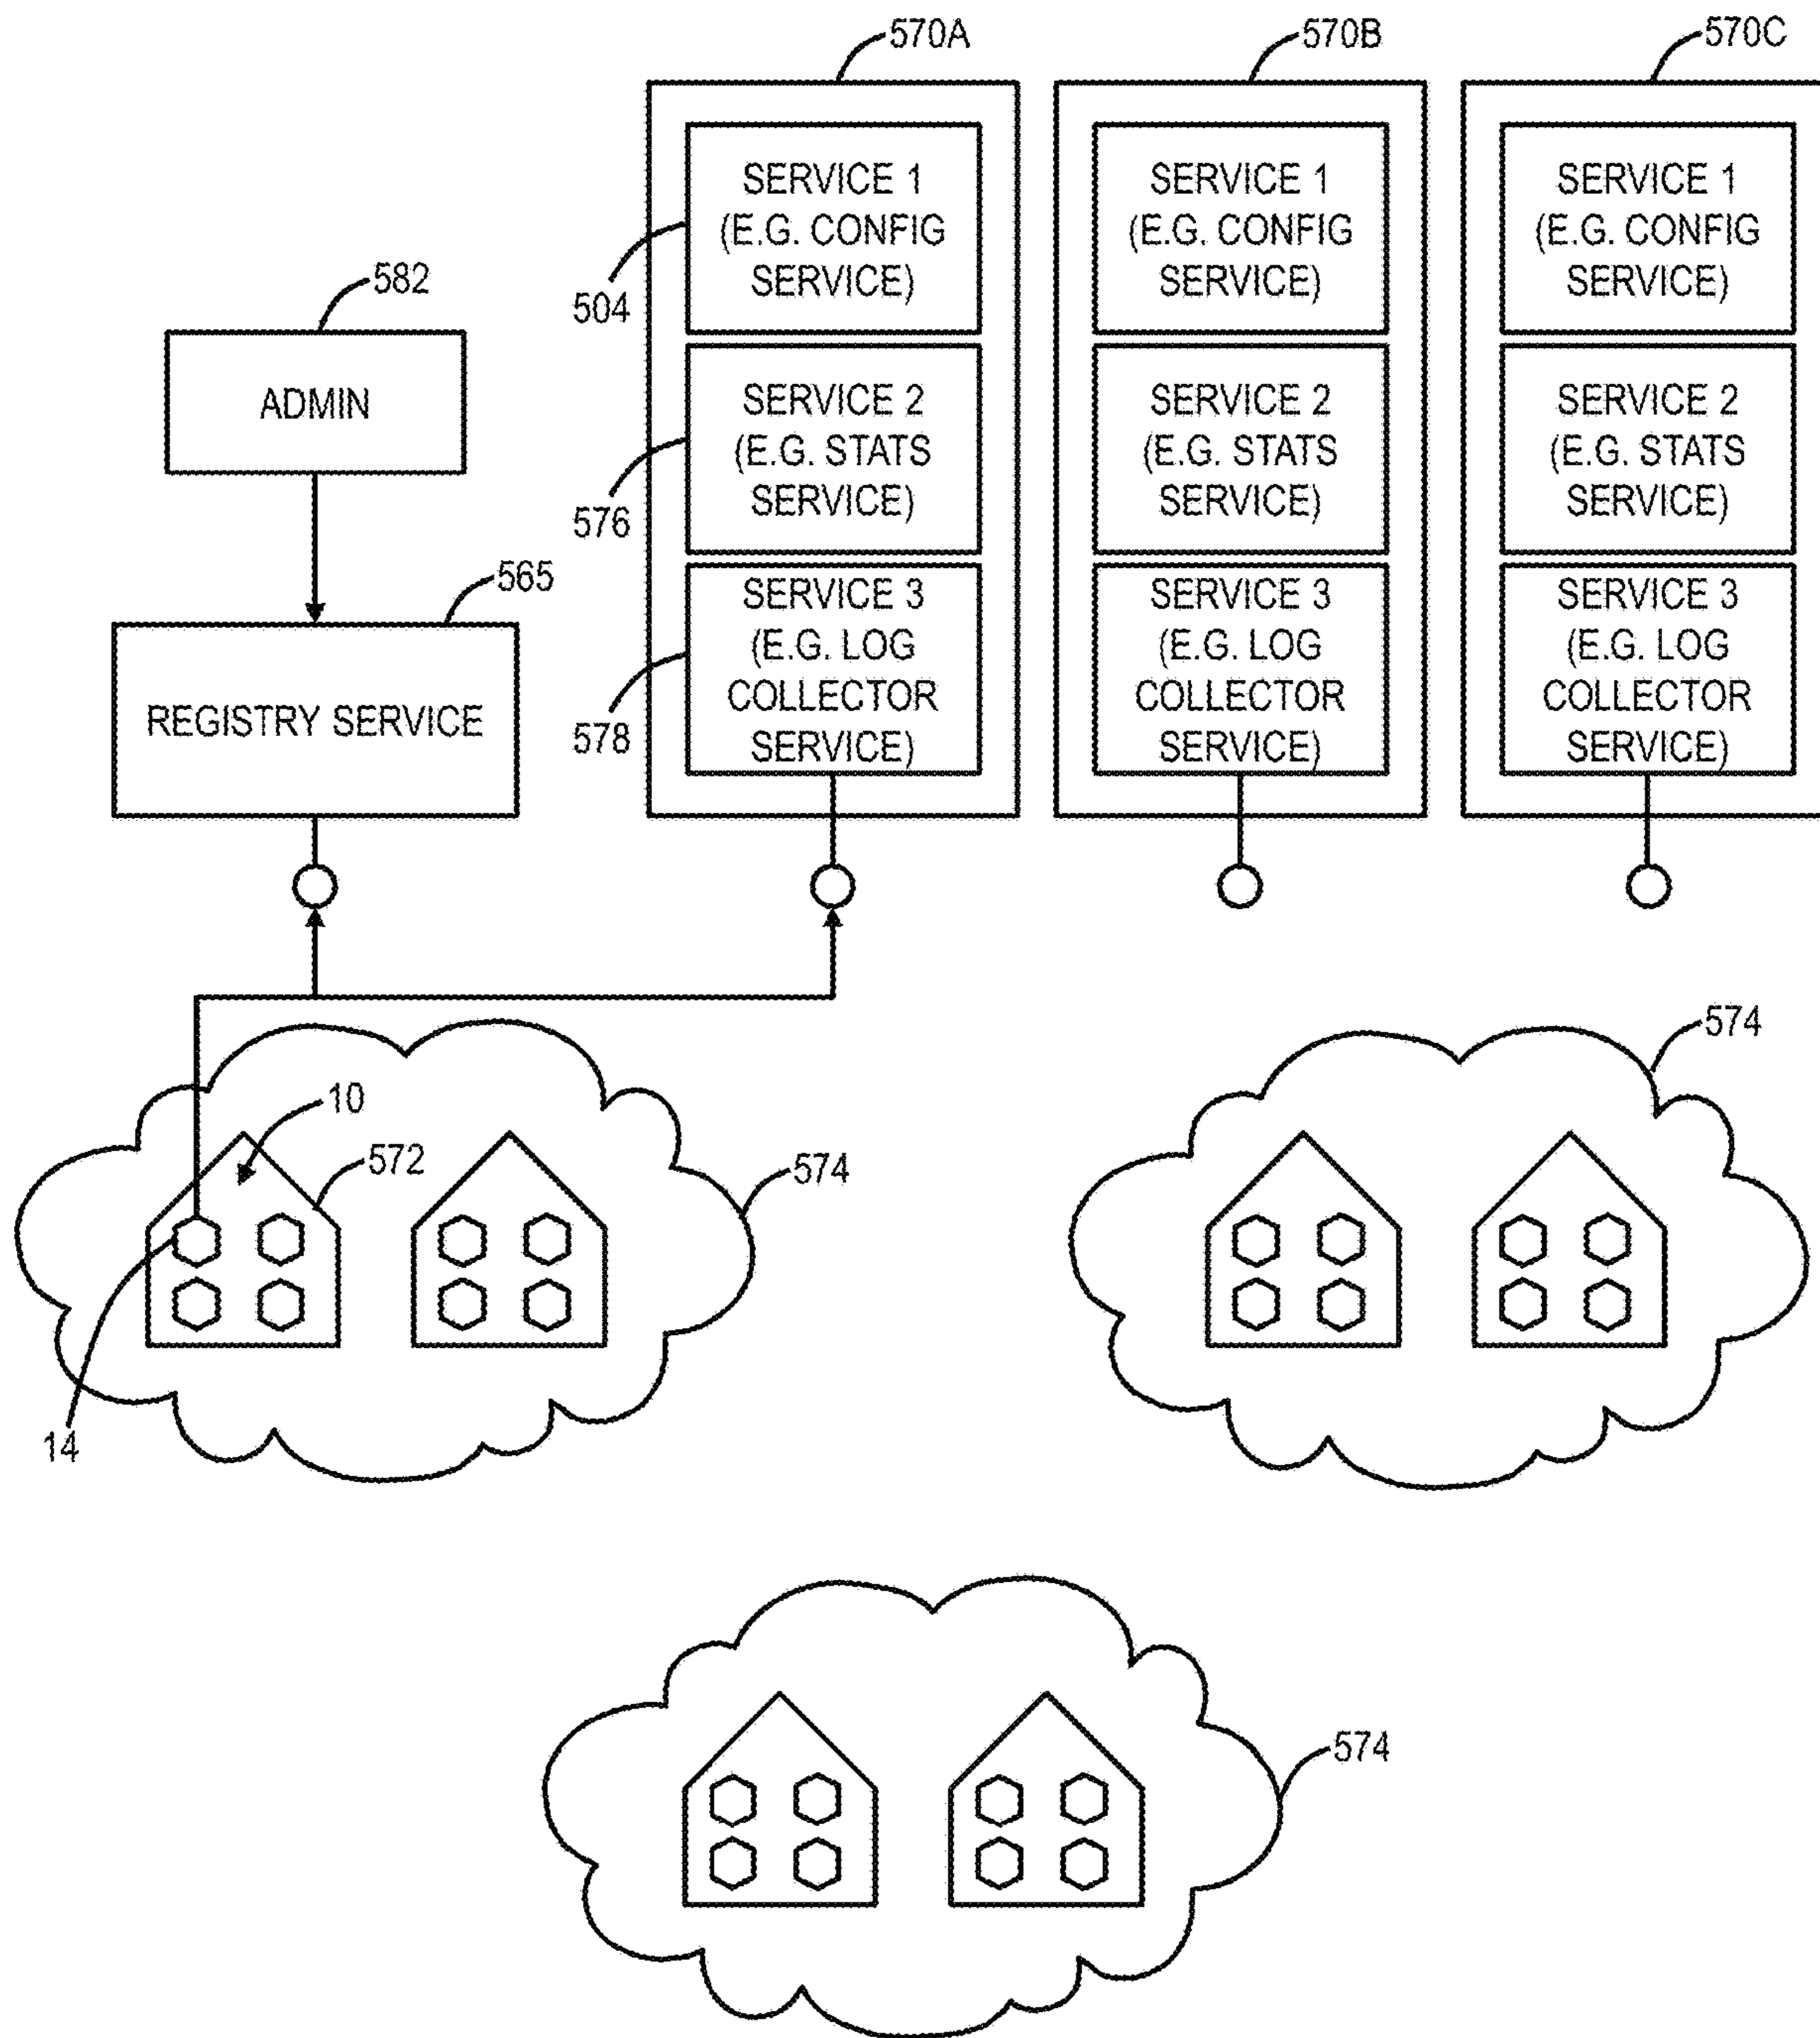 570A
570B
570C
SERVICE 1
(E.G. CONFIG
SERVICE)
SERVICE 1
(E.G. CONFIG
SERVICE)
SERVICE 1
(E.G. CONFIG
SERVICE)
504
582
ADMIN
SERVICE 2
(E.G. STATS
SERVICE)
SERVICE 2
(E.G. STATS
SERVICE)
SERVICE 2
(E.G. STATS
SERVICE)
576
565
REGISTRY SERVICE
SERVICE 3
(E.G. LOG
COLLECTOR
SERVICE)
SERVICE 3
(E.G. LOG
COLLECTOR
SERVICE)
SERVICE 3
(E.G. LOG
COLLECTOR
SERVICE)
578
574
10
572
574
14
574